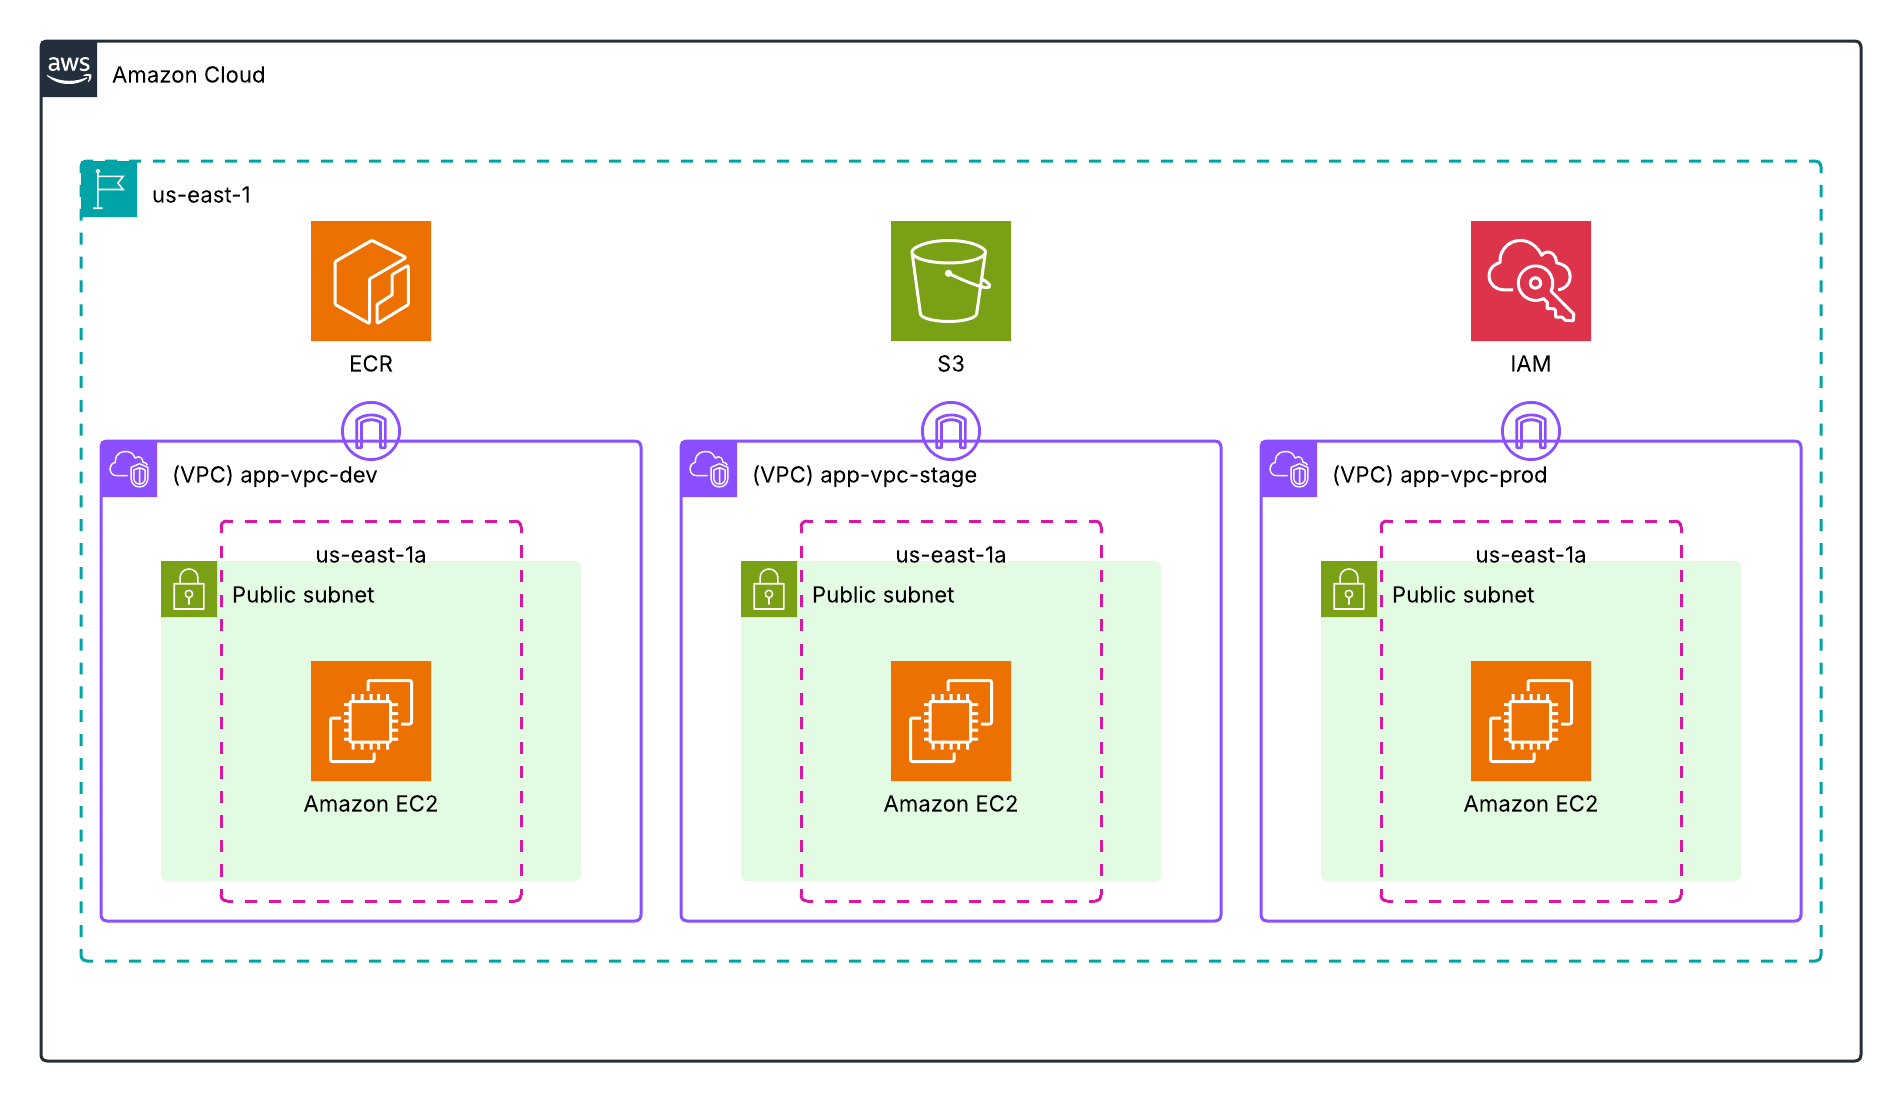 aws
Amazon Cloud
us-east-1
ECR
S3
IAM
(VPC) app-vpc-dev
(VPC) app-vpc-stage
(VPC) app-vpc-prod
us-east-1a
us-east-1a
us-east-1a
Public subnet
Public subnet
Public subnet
Amazon EC2
Amazon EC2
Amazon EC2